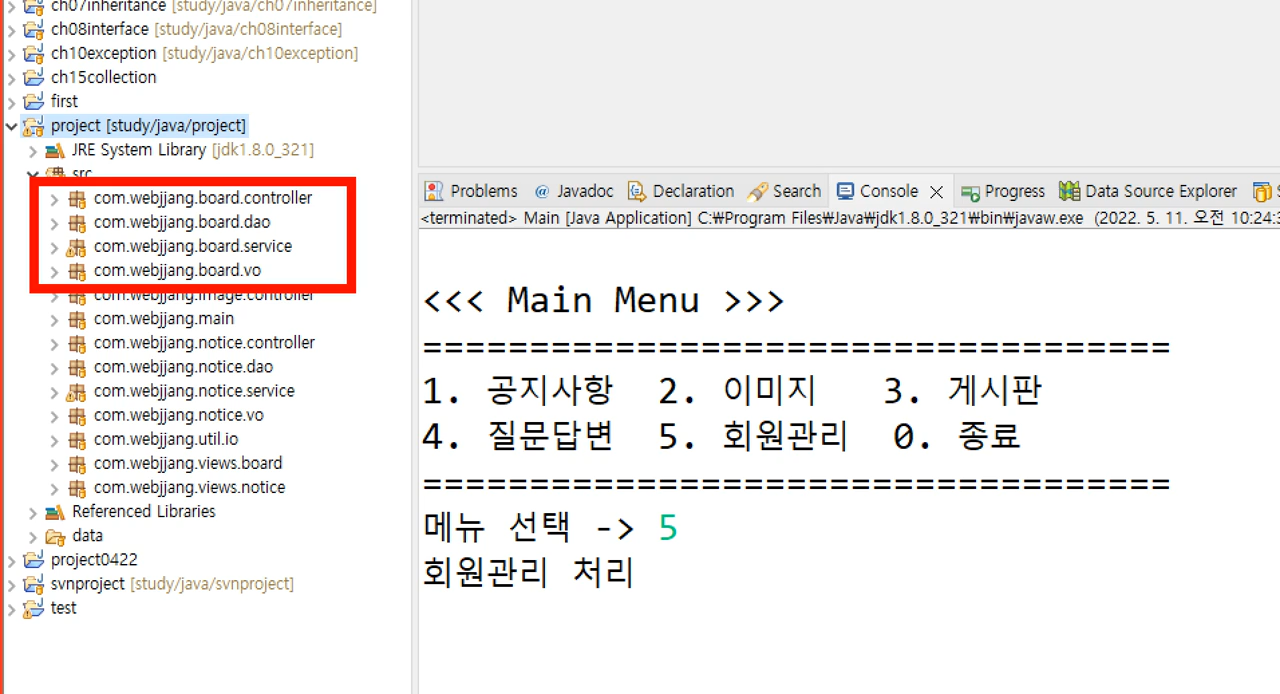 ch07inheritance [study/java/ch07inheritance]
ch08interface [study/java/ch08interface]
ch10exception [study/java/ch10exception]
ch15collection
first
project [study/java/project]
JRE System Library [jdk1.8.0_321]
src
com.webjjang.board.controller
com.webjjang.board.dao
com.webjjang.board.service
com.webjjang.board.vo
com.webjjang.image.controller
com.webjjang.main
com.webjjang.notice.controller
com.webjjang.notice.dao
com.webjjang.notice.service
com.webjjang.notice.vo
com.webjjang.util.io
com.webjjang.views.board
com.webjjang.views.notice
Referenced Libraries
data
project0422
svnproject [study/java/svnproject]
test
Problems @ Javadoc Declaration Search Console Progress Data Source Explorer
<terminated> Main [Java Application] C:₩Program Files₩Java₩jdk1.8.0_321₩bin₩javaw.exe (2022. 5. 11. 오전 10:24:3
<<< Main Menu >>>
===================================
1. 공지사항 2. 이미지 3. 게시판
4. 질문답변 5. 회원관리 0. 종료
===================================
메뉴 선택 -> 5
회원관리 처리